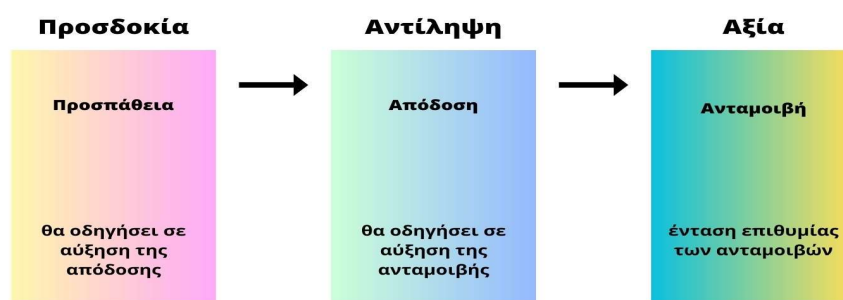 Προσδοκία
Αντίληψη
Αξία
Προσπάθεια
Απόδοση
Ανταμοιβή
θα οδηγήσει σε
αύξηση της
απόδοσης
θα οδηγήσει σε
αύξηση της
ανταμοιβής
ένταση επιθυμίας
των ανταμοιβών